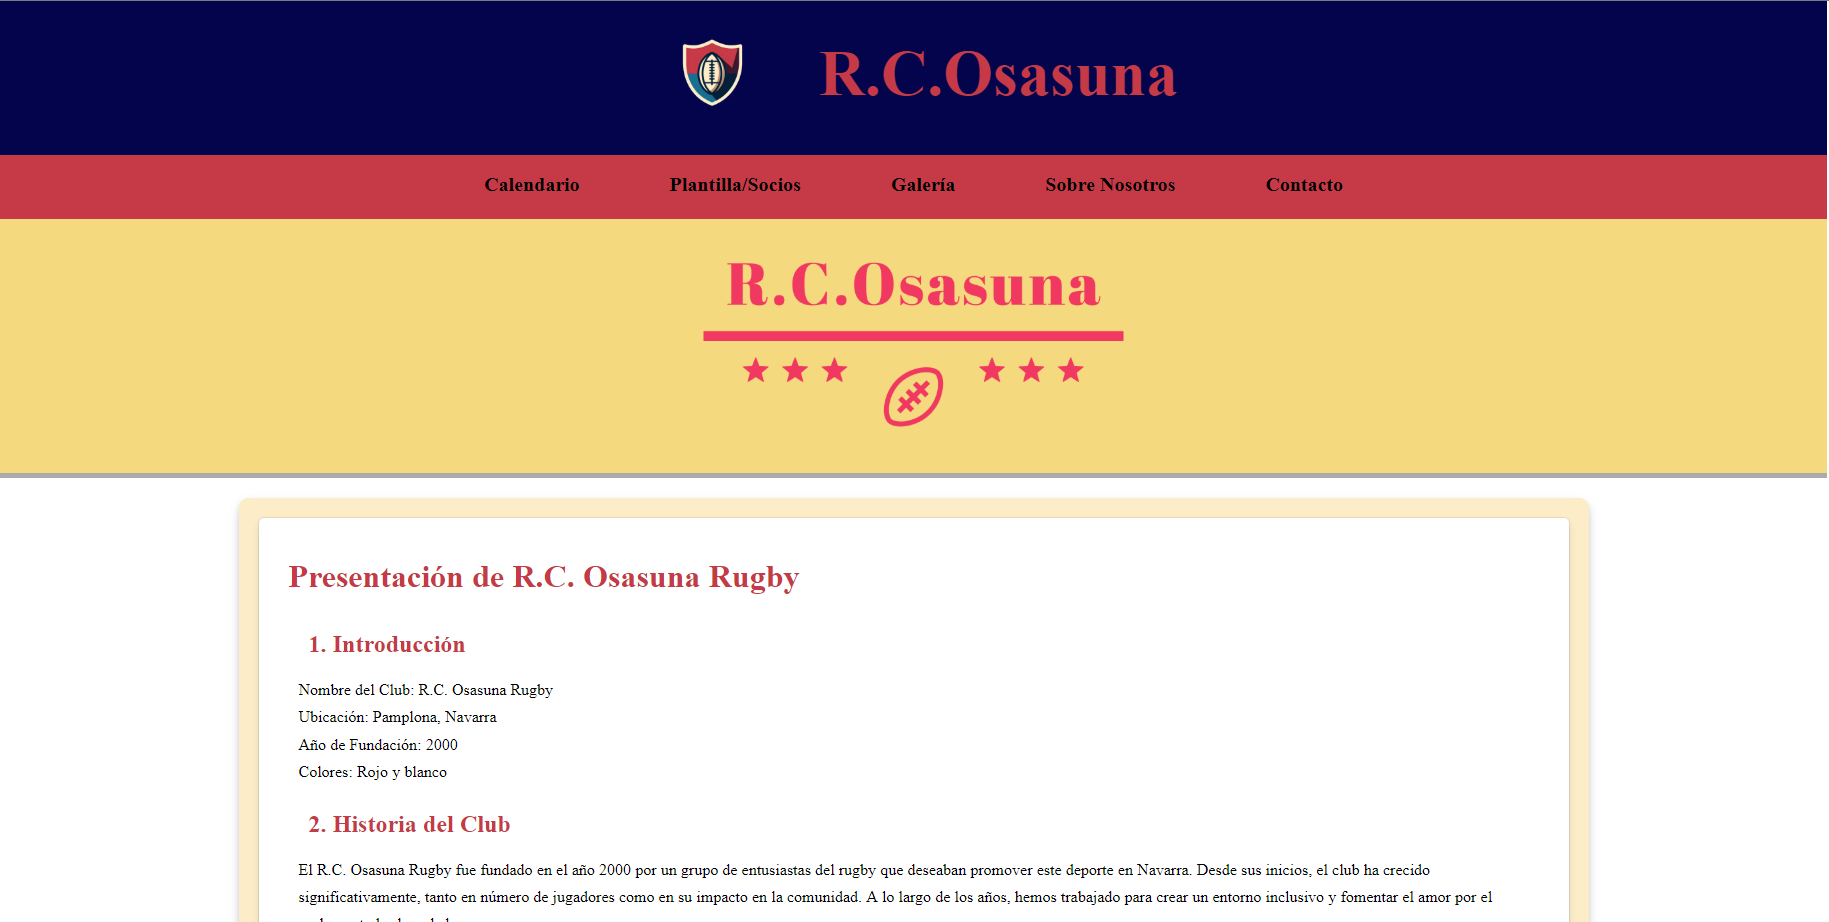 R.C.Osasuna
Calendario Plantilla/Socios Galería Sobre Nosotros Contacto
R.C.Osasuna
Presentación de R.C. Osasuna Rugby
1. Introducción
Nombre del Club: R.C. Osasuna Rugby
Ubicación: Pamplona, Navarra
Año de Fundación: 2000
Colores: Rojo y blanco
2. Historia del Club
El R.C. Osasuna Rugby fue fundado en el año 2000 por un grupo de entusiastas del rugby que deseaban promover este deporte en Navarra. Desde sus inicios, el club ha crecido
significativamente, tanto en número de jugadores como en su impacto en la comunidad. A lo largo de los años, hemos trabajado para crear un entorno inclusivo y fomentar el amor por el